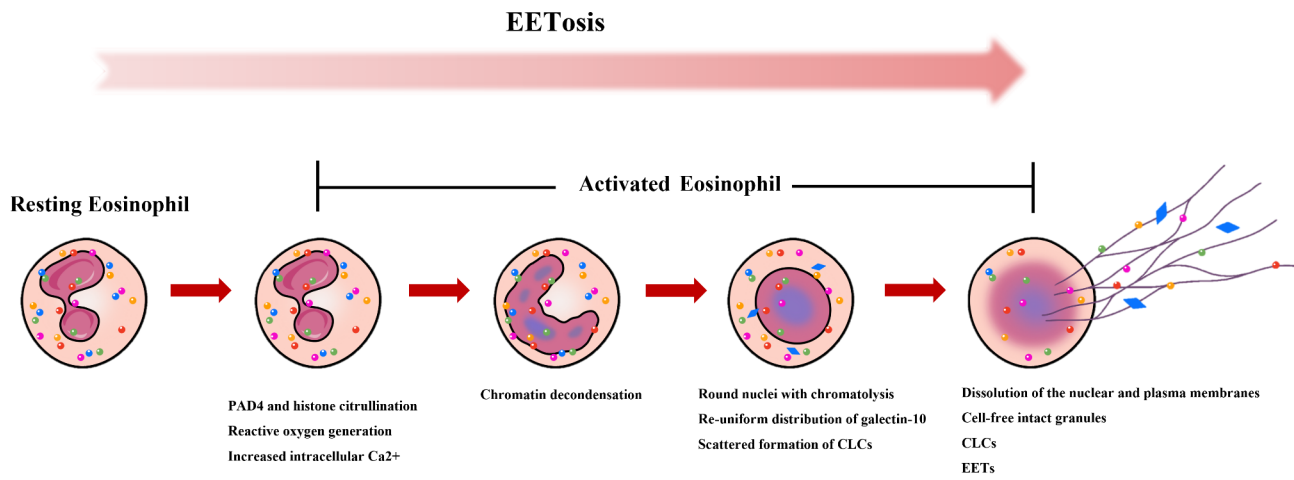 EETosis
Activated Eosinophil
Resting Eosinophil
PAD4 and histone citrullination
Reactive oxygen generation
Increased intracellular Ca2+
Chromatin decondensation
Round nuclei with chromatolysis
Re-uniform distribution of galectin-10
Scattered formation of CLCs
Dissolution of the nuclear and plasma membranes
Cell-free intact granules
CLCs
EETs